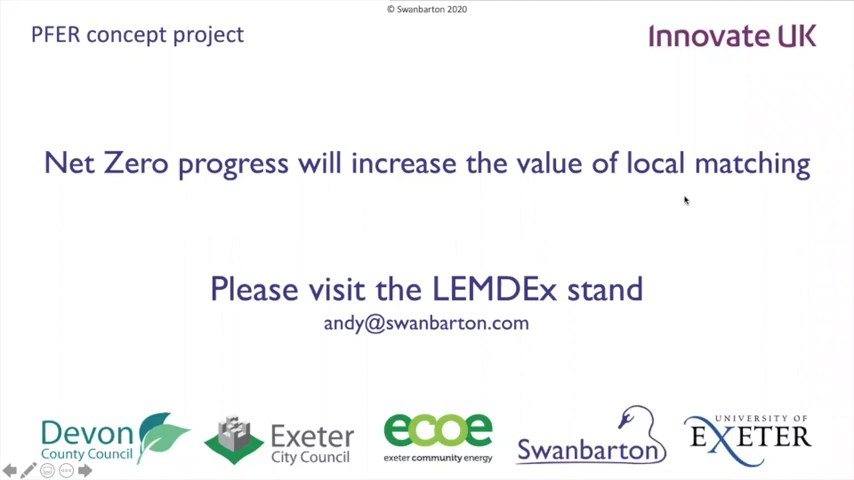 © Swanbarton 2020
PFER concept project
Innovate UK
Net Zero progress will increase the value of local matching
Please visit the LEMDEx stand
andy@swanbarton.com
Devon
County Council
Exeter
City Council
ecoe
exeter community energy
Swanbarton
UNIVERSITY OF
EXETER